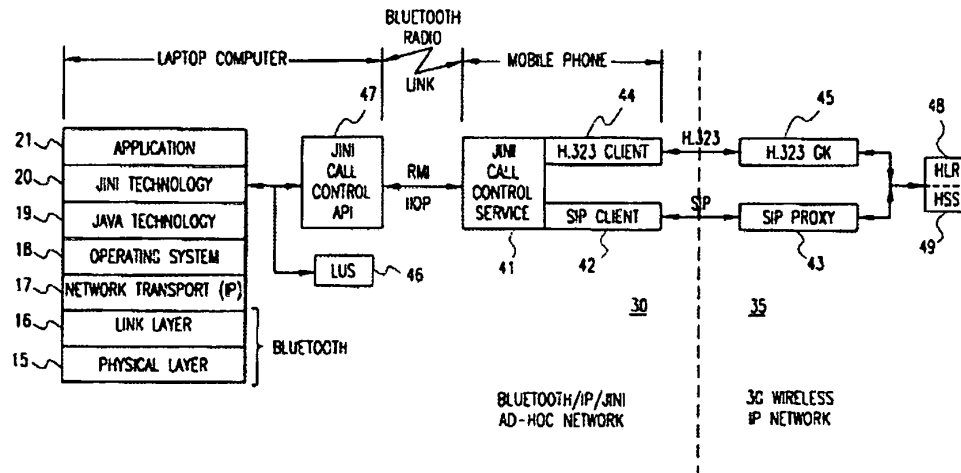 BLUETOOTH
RADIO
LINK
LAPTOP COMPUTER
MOBILE PHONE
47
44
45
48
21
APPLICATION
20
JINI TECHNOLOGY
19
JAVA TECHNOLOGY
18
OPERATING SYSTEM
17
NETWORK TRANSPORT (IP)
16
LINK LAYER
15
PHYSICAL LAYER
BLUETOOTH
JINI
CALL
CONTROL
API
LUS
46
RMI
IIOP
JINI
CALL
CONTROL
SERVICE
41
H.323 CLIENT
SIP CLIENT
42
H.323
SIP
H.323 GK
SIP PROXY
43
HLR
HSS
49
30
35
BLUETOOTH/IP/JINI
AD-HOC NETWORK
3G WIRELESS
IP NETWORK